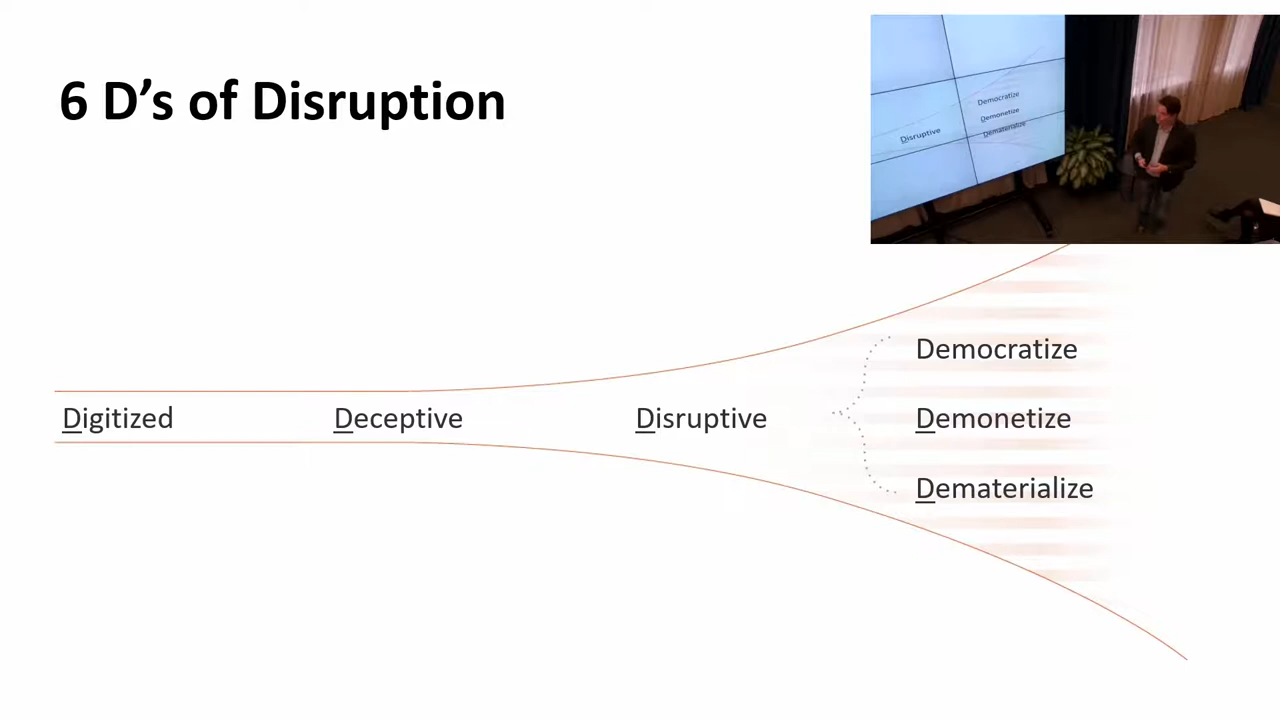 6 D's of Disruption
Democratize
Demonetize
Dematerialize
Disruptive
Democratize
Digitized
Deceptive
Disruptive
Demonetize
Dematerialize